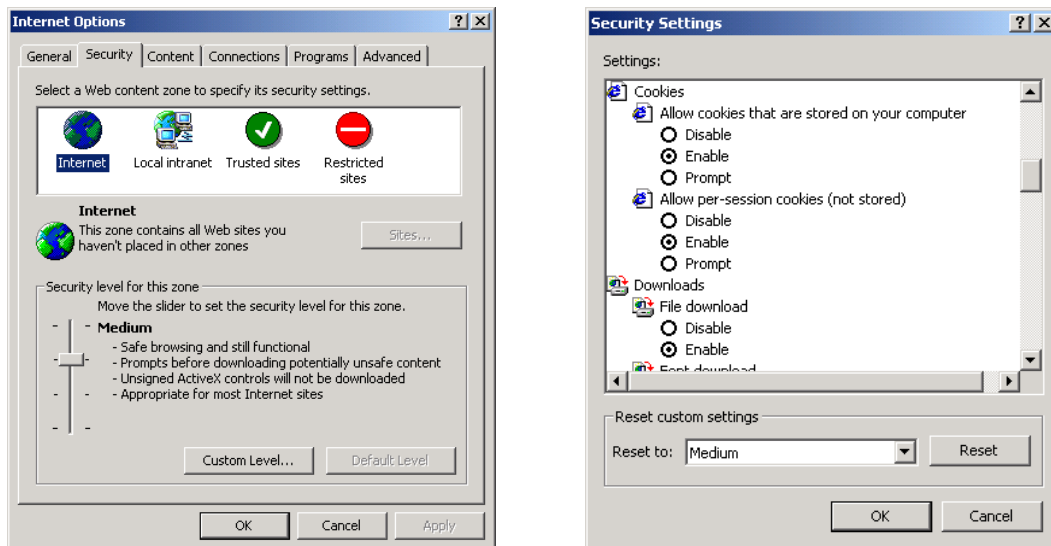 Internet Options
General Security Content Connections Programs Advanced
Select a Web content zone to specify its security settings.
Internet Local intranet Trusted sites Restricted
sites
Internet
This zone contains all Web sites you
haven't placed in other zones
Sites...
Security level for this zone
Move the slider to set the security level for this zone.
Medium
- Safe browsing and still functional
- Prompts before downloading potentially unsafe content
- Unsigned ActiveX controls will not be downloaded
- Appropriate for most Internet sites
Custom Level... Default Level
OK Cancel Apply
Security Settings
Settings:
Cookies
Allow cookies that are stored on your computer
Disable
Enable
Prompt
Allow per-session cookies (not stored)
Disable
Enable
Prompt
Downloads
File download
Disable
Enable
Font download
Reset custom settings
Reset to: Medium Reset
OK Cancel